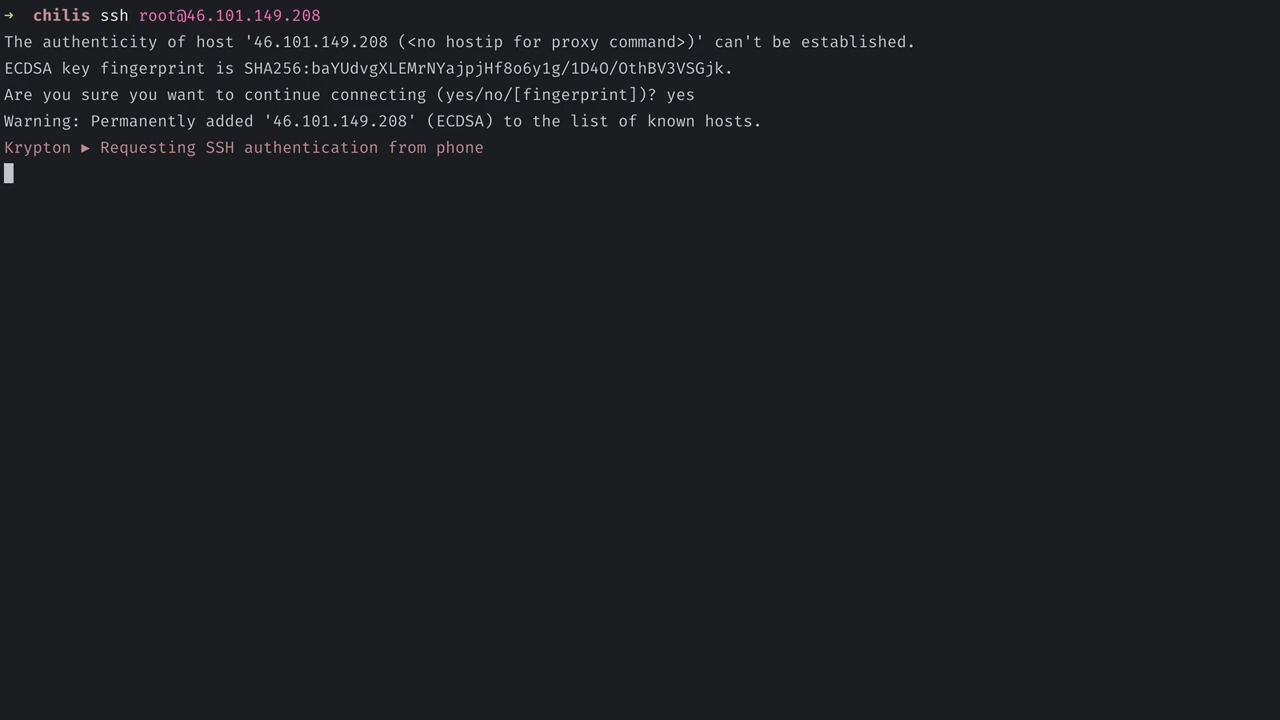 ➜  chilis ssh root@46.101.149.208
The authenticity of host '46.101.149.208 (<no hostip for proxy command>)' can't be established.
ECDSA key fingerprint is SHA256:baYUdvgXLEMrNYajpjHf8o6y1g/1D4O/OthBV3VSGjk.
Are you sure you want to continue connecting (yes/no/[fingerprint])? yes
Warning: Permanently added '46.101.149.208' (ECDSA) to the list of known hosts.
Krypton ▶ Requesting SSH authentication from phone